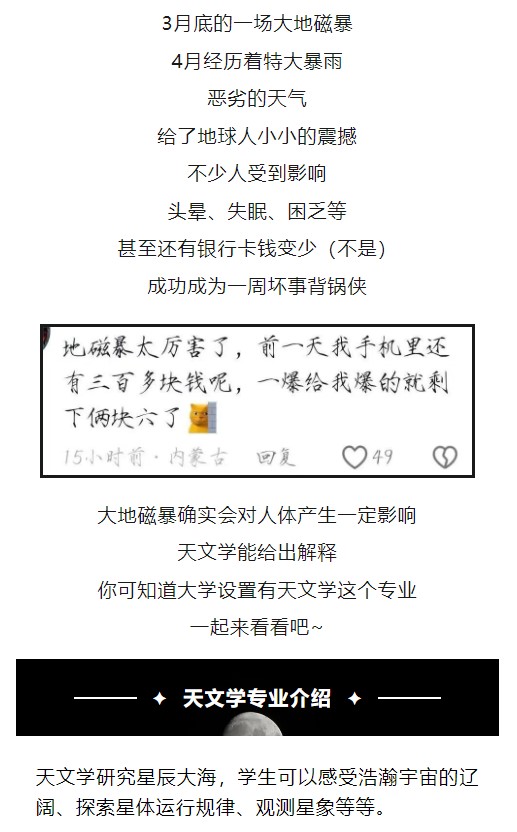 3月底的一场大地磁暴
4月经历着特大暴雨
恶劣的天气
给了地球人小小的震撼
不少人受到影响
头晕、失眠、困乏等
甚至还有银行卡钱变少（不是）
成功成为一周坏事背锅侠
地磁暴太厉害了，前一天我手机里还
有三百多块钱呢，一爆给我爆的就剩
下俩块六了
15小时前·内蒙古 回复 49
大地磁暴确实会对人体产生一定影响
天文学能给出解释
你可知道大学设置有天文学这个专业
一起来看看吧~
天文学专业介绍
天文学研究星辰大海，学生可以感受浩瀚宇宙的辽
阔、探索星体运行规律、观测星象等等。